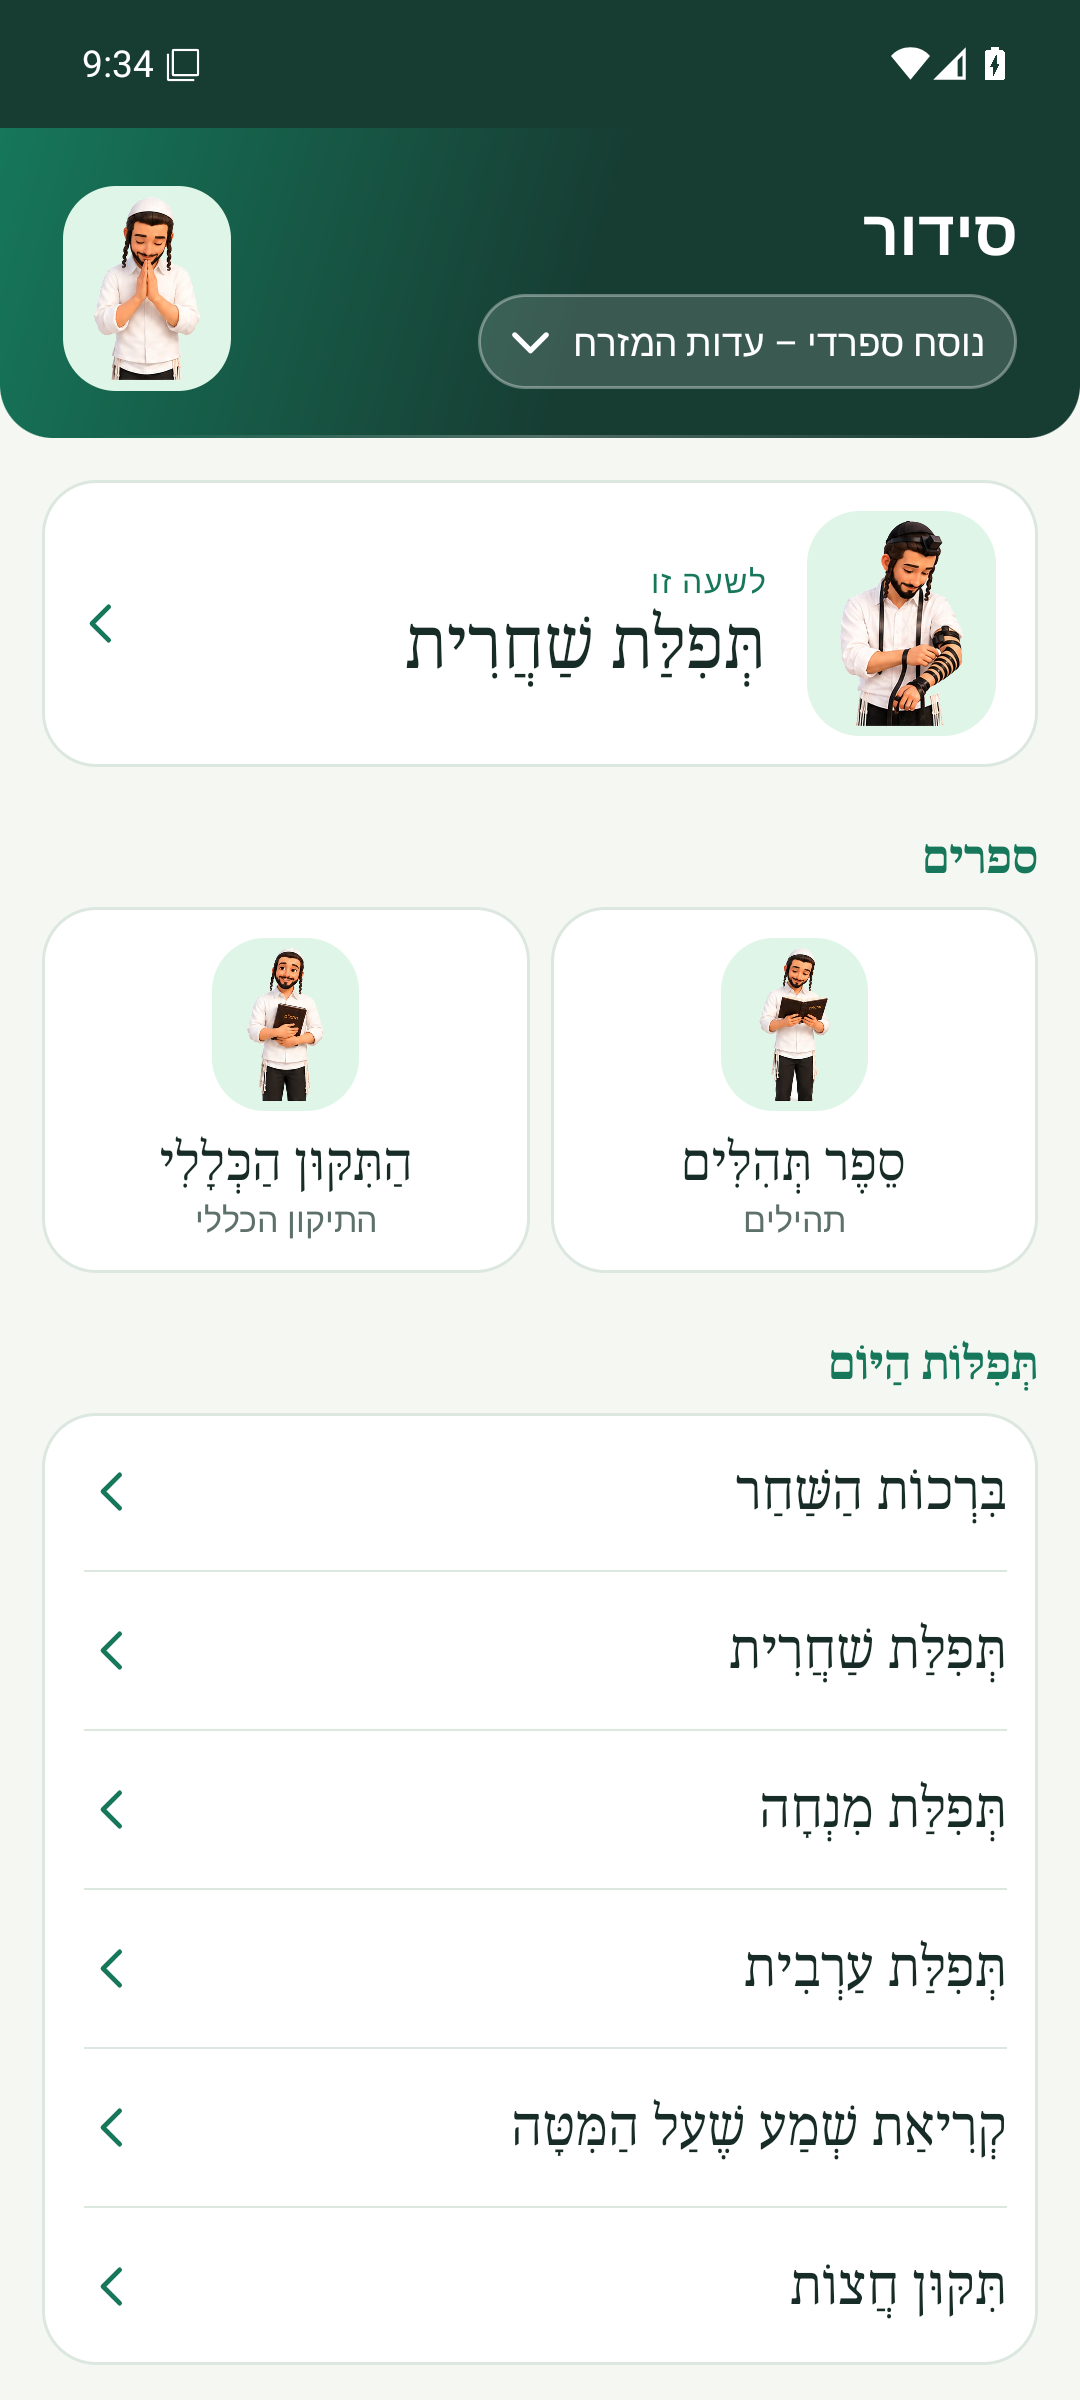 9:34
סידור
נוסח ספרדי – עדות המזרח
לשעה זו
תְּפִלַּת שַׁחֲרִית
ספרים
סֵפֶר תְּהִלִּים
תהילים
הַתִּקּוּן הַכְּלָלִי
התיקון הכללי
תְּפִלּוֹת הַיּוֹם
בִּרְכוֹת הַשַּׁחַר
תְּפִלַּת שַׁחֲרִית
תְּפִלַּת מִנְחָה
תְּפִלַּת עַרְבִית
קְרִיאַת שְׁמַע שֶׁעַל הַמִּטָּה
תִּקּוּן חֲצוֹת